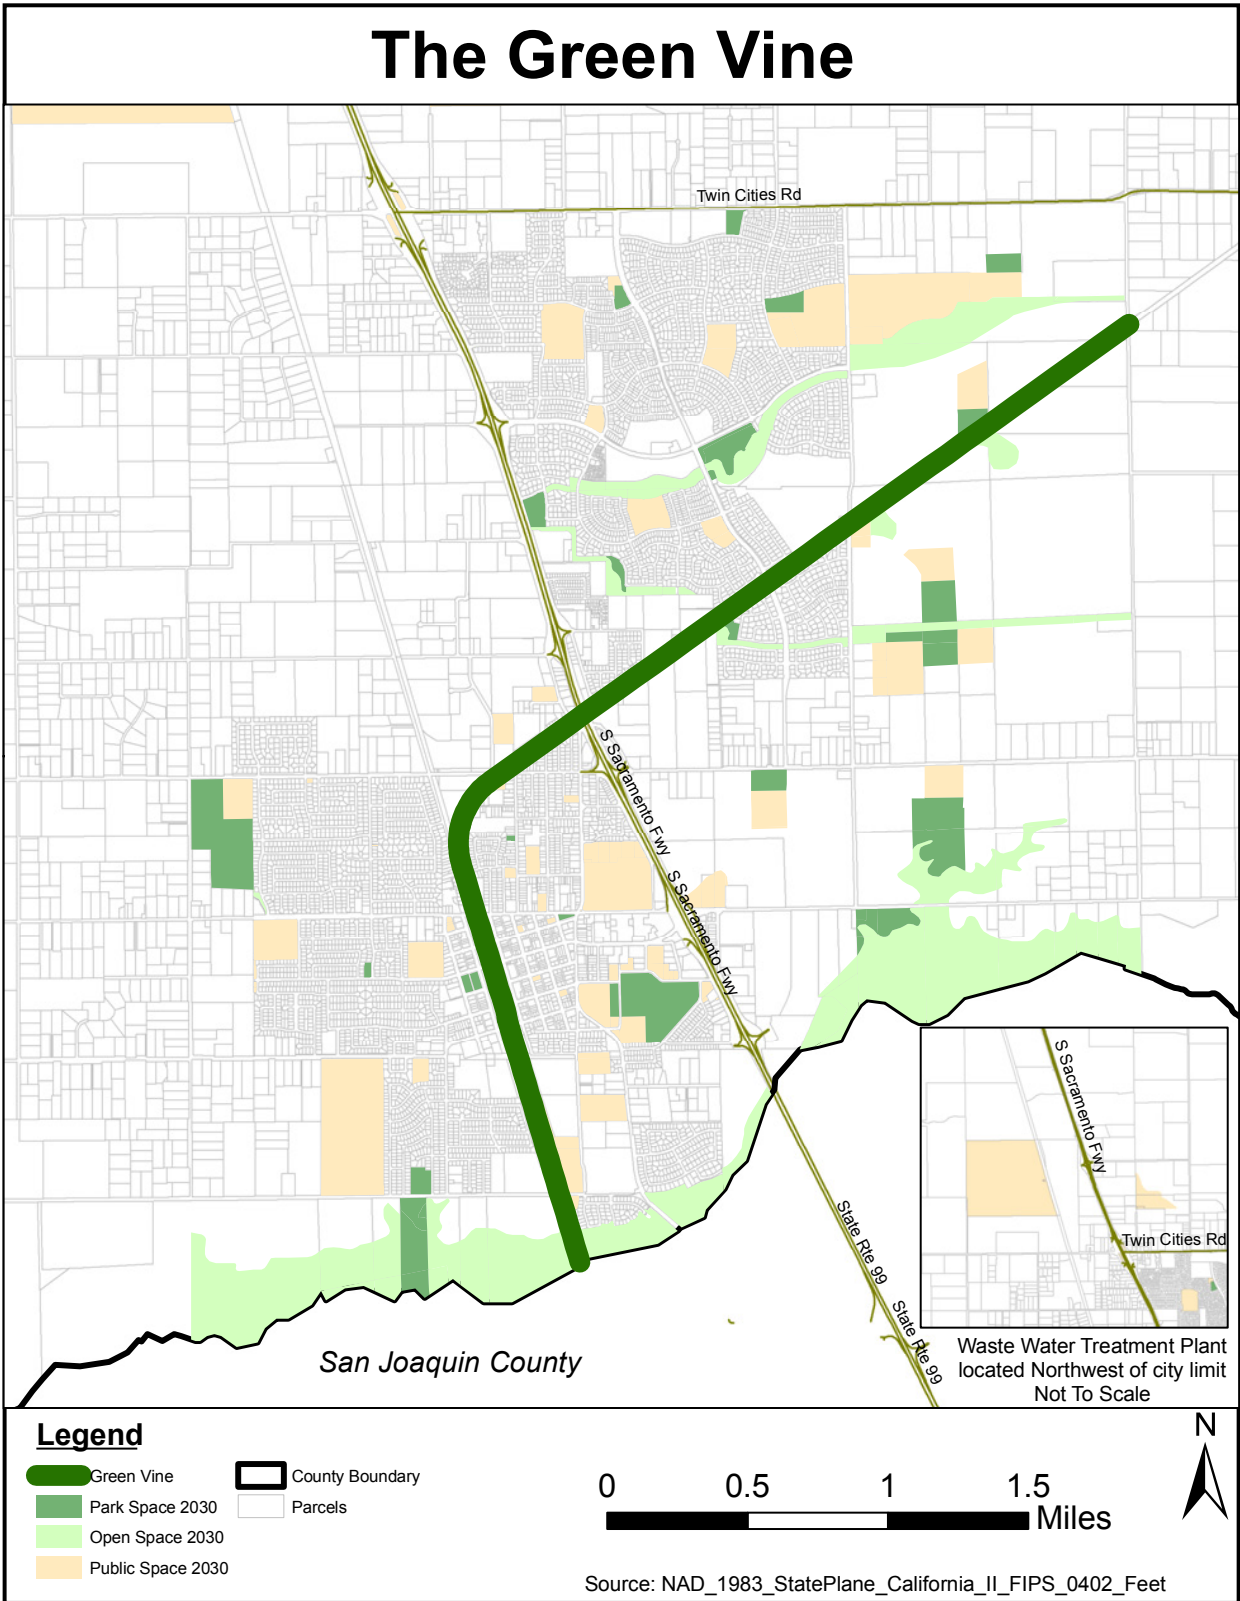 The Green Vine
Twin Cities Rd
S Sacramento Fwy
S Sacramento Fwy
State Rte 99
State Rte 99
San Joaquin County
S Sacramento Fwy
Twin Cities Rd
Waste Water Treatment Plant
located Northwest of city limit
Not To Scale
Legend
Green Vine
County Boundary
Park Space 2030
Parcels
Open Space 2030
Public Space 2030
0 0.5 1 1.5
Miles
N
Source: NAD_1983_StatePlane_California_II_FIPS_0402_Feet